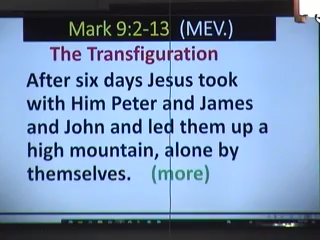 Mark 9:2-13 (MEV.)
The Transfiguration
After six days Jesus took
with Him Peter and James
and John and led them up a
high mountain, alone by
themselves. (more)